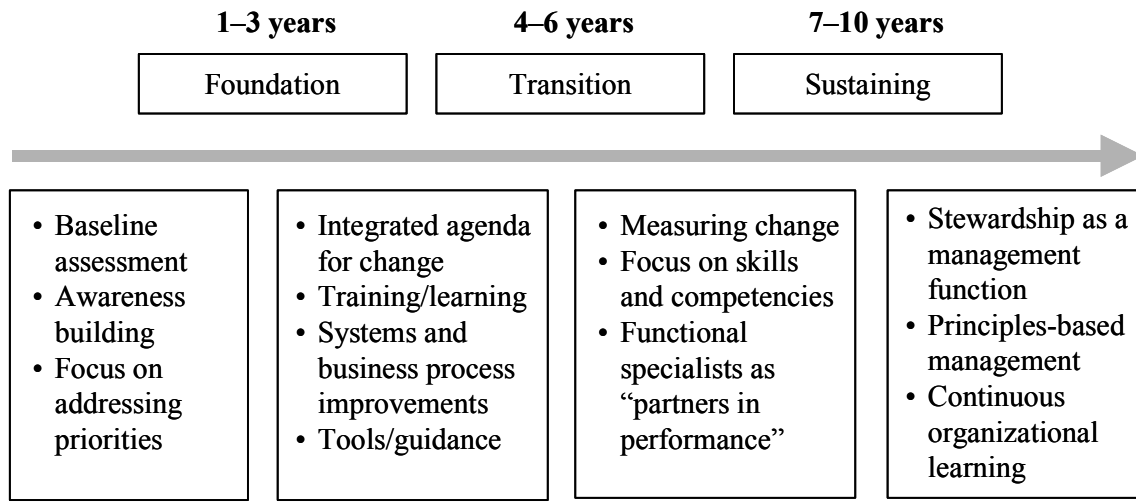 1–3 years
4–6 years
7–10 years
Foundation
Transition
Sustaining
• Baseline
assessment
• Awareness
building
• Focus on
addressing
priorities
• Integrated agenda
for change
• Training/learning
• Systems and
business process
improvements
• Tools/guidance
• Measuring change
• Focus on skills
and competencies
• Functional
specialists as
“partners in
performance”
• Stewardship as a
management
function
• Principles-based
management
• Continuous
organizational
learning